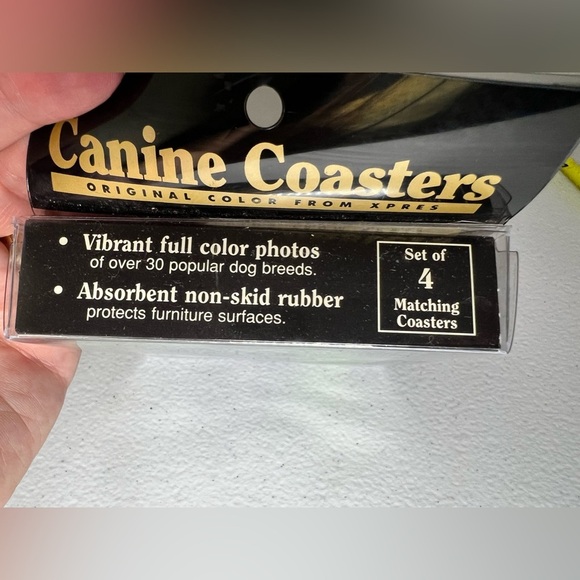 Canine Coasters
ORIGINAL COLOR FROM XPRES
• Vibrant full color photos
of over 30 popular dog breeds.
• Absorbent non-skid rubber
protects furniture surfaces.
Set of
4
Matching
Coasters